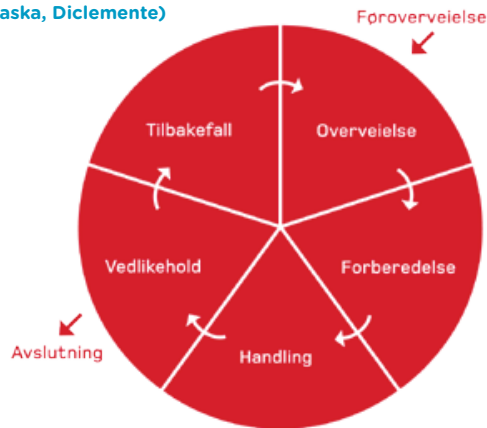 aska, Diclemente)
Føroverveielse
Tilbakefall
Overveielse
Vedlikehold
Forberedelse
Avslutning
Handling